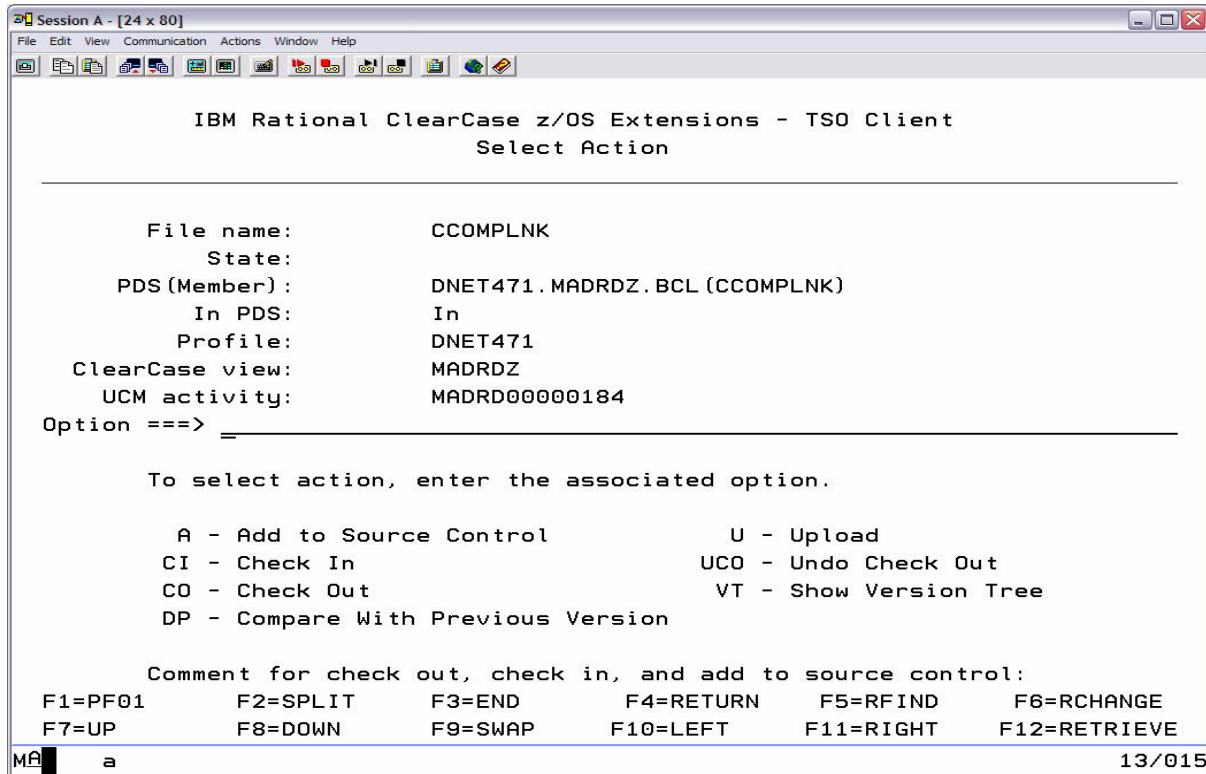 Session A - [24 x 80]
File Edit View Communication Actions Window Help
IBM Rational ClearCase z/OS Extensions - TSO Client
Select Action
File name: CCOMPLNK
State:
PDS(Member): DNET471.MADRDZ.BCL(CCOMPLNK)
In PDS: In
Profile: DNET471
ClearCase view: MADRDZ
UCM activity: MADRD00000184
Option ===> _
To select action, enter the associated option.
A - Add to Source Control U - Upload
CI - Check In UCO - Undo Check Out
CO - Check Out VT - Show Version Tree
DP - Compare With Previous Version
Comment for check out, check in, and add to source control:
F1=PF01 F2=SPLIT F3=END F4=RETURN F5=RFIND F6=RCHANGE
F7=UP F8=DOWN F9=SWAP F10=LEFT F11=RIGHT F12=RETRIEVE
MA a 13/015